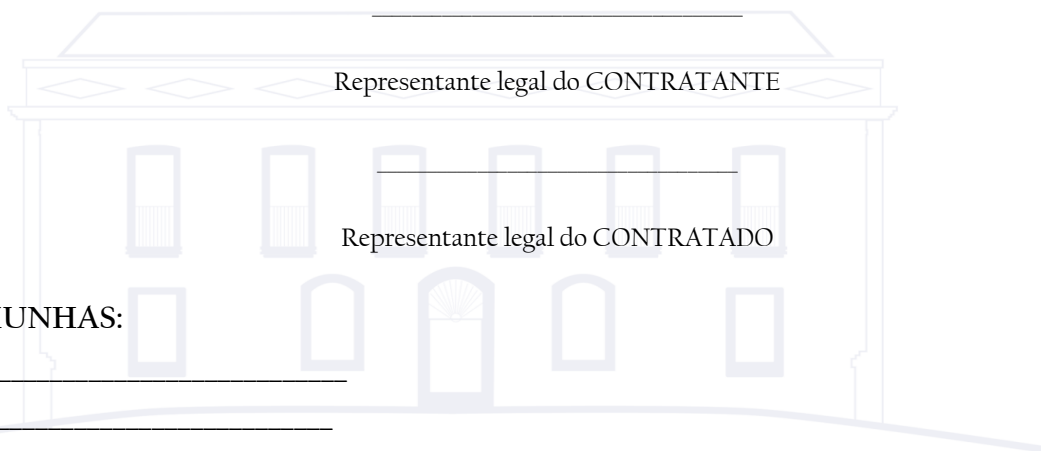 Representante legal do CONTRATANTE
Representante legal do CONTRATADO
UNHAS: